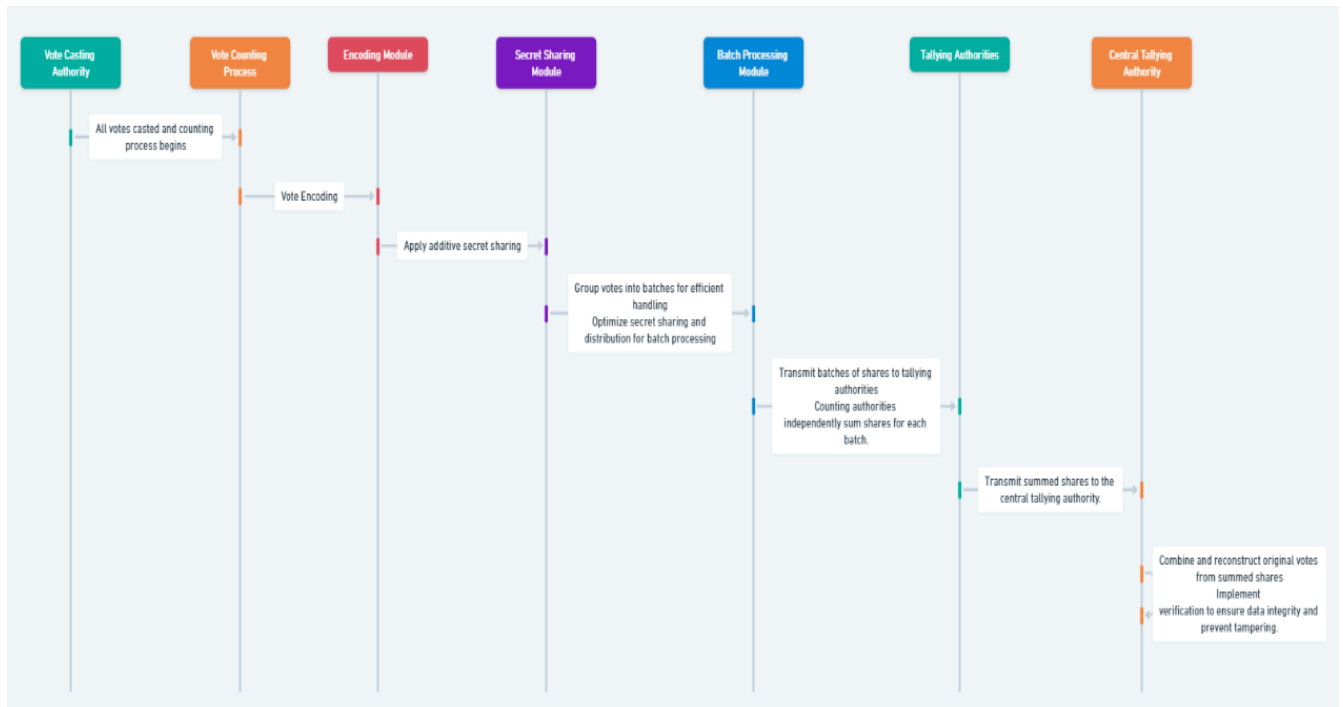 Vote Casting
Authority
Vote Counting
Process
Encoding Module
Secret Sharing
Module
Batch Processing
Module
Tallying Authorities
Central Tallying
Authority
All votes casted and counting
process begins
Vote Encoding
Apply additive secret sharing
Group votes into batches for efficient
handling
Optimize secret sharing and
distribution for batch processing
Transmit batches of shares to tallying
authorities
Counting authorities
independently sum shares for each
batch.
Transmit summed shares to the
central tallying authority.
Combine and reconstruct original votes
from summed shares
Implement
verification to ensure data integrity and
prevent tampering.